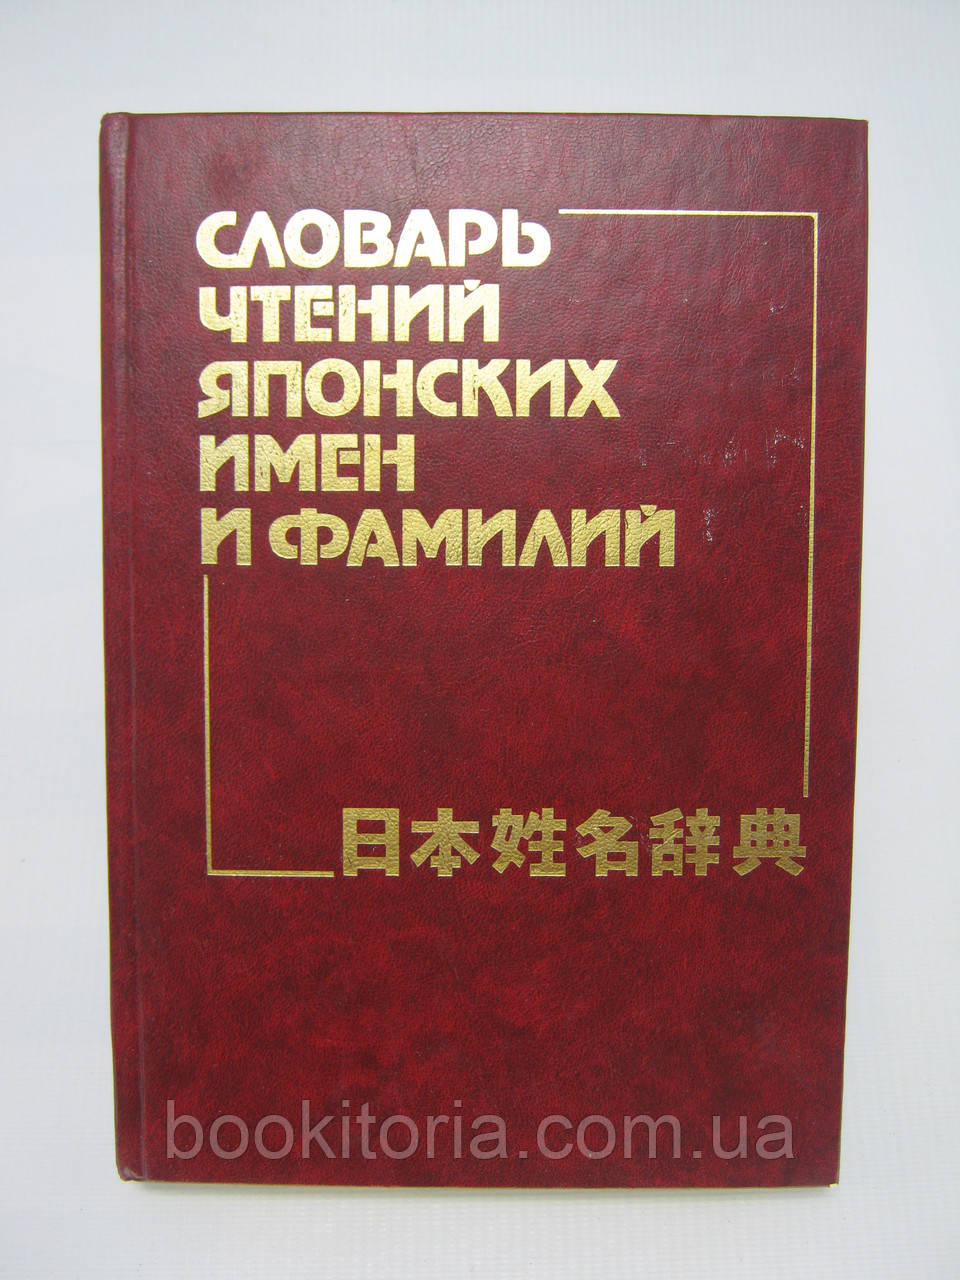 СЛОВАРЬ
ЧТЕНИЙ
ЯПОНСКИХ
ИМЕН
И ФАМИЛИЙ
日本姓名辞典
bookitoria.com.ua